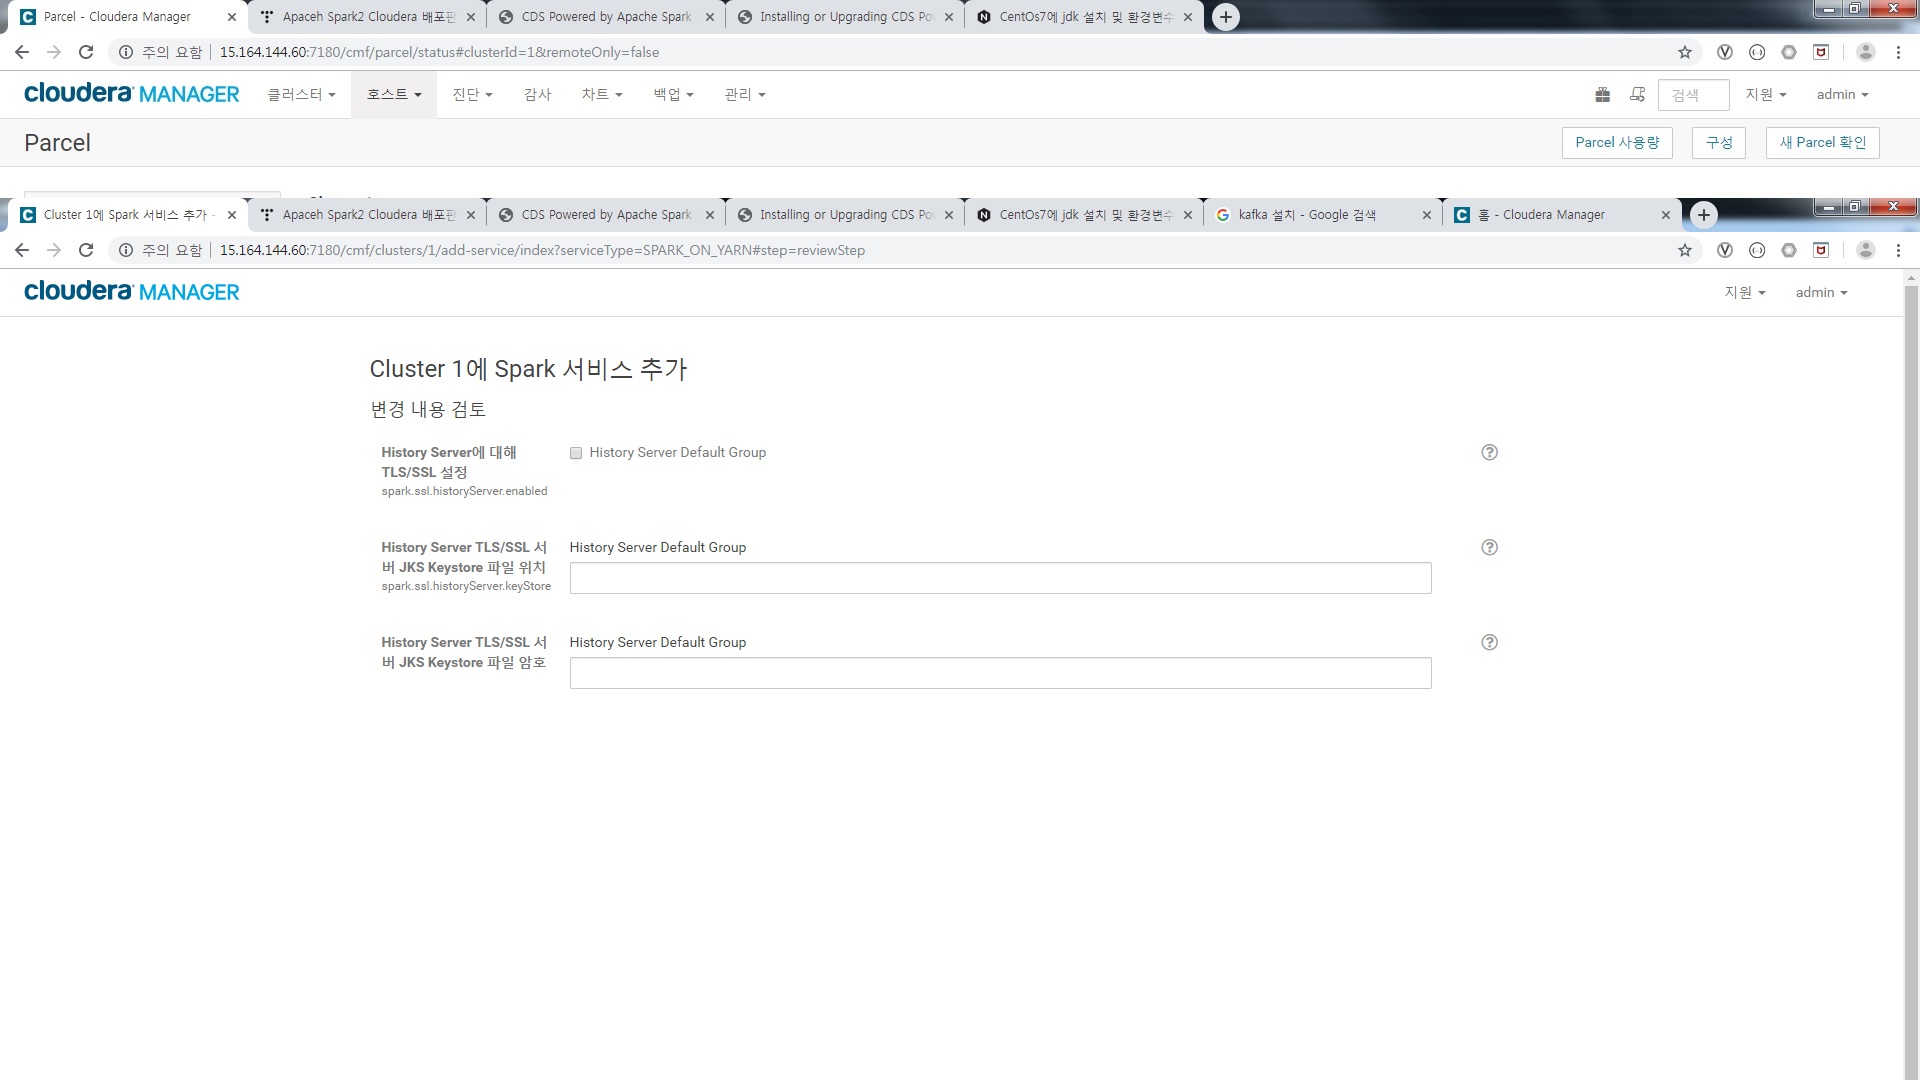 Parcel - Cloudera Manager
Apaceh Spark2 Cloudera 배포판
CDS Powered by Apache Spark
Installing or Upgrading CDS Pow
CentOs7에 jdk 설치 및 환경변수
주의 요함 15.164.144.60:7180/cmf/parcel/status#clusterId=1&remoteOnly=false
cloudera MANAGER 클러스터 호스트 진단 감사 차트 백업 관리 검색 지원 admin
Parcel Parcel 사용량 구성 새 Parcel 확인
Cluster 1에 Spark 서비스 추가 -
Apaceh Spark2 Cloudera 배포판
CDS Powered by Apache Spark
Installing or Upgrading CDS Pow
CentOs7에 jdk 설치 및 환경변수
kafka 설치 - Google 검색
홈 - Cloudera Manager
주의 요함 15.164.144.60:7180/cmf/clusters/1/add-service/index?serviceType=SPARK_ON_YARN#step=reviewStep
cloudera MANAGER 지원 admin
Cluster 1에 Spark 서비스 추가
변경 내용 검토
History Server에 대해
TLS/SSL 설정
spark.ssl.historyServer.enabled
History Server Default Group
History Server TLS/SSL 서
버 JKS Keystore 파일 위치
spark.ssl.historyServer.keyStore
History Server Default Group
History Server TLS/SSL 서
버 JKS Keystore 파일 암호
History Server Default Group